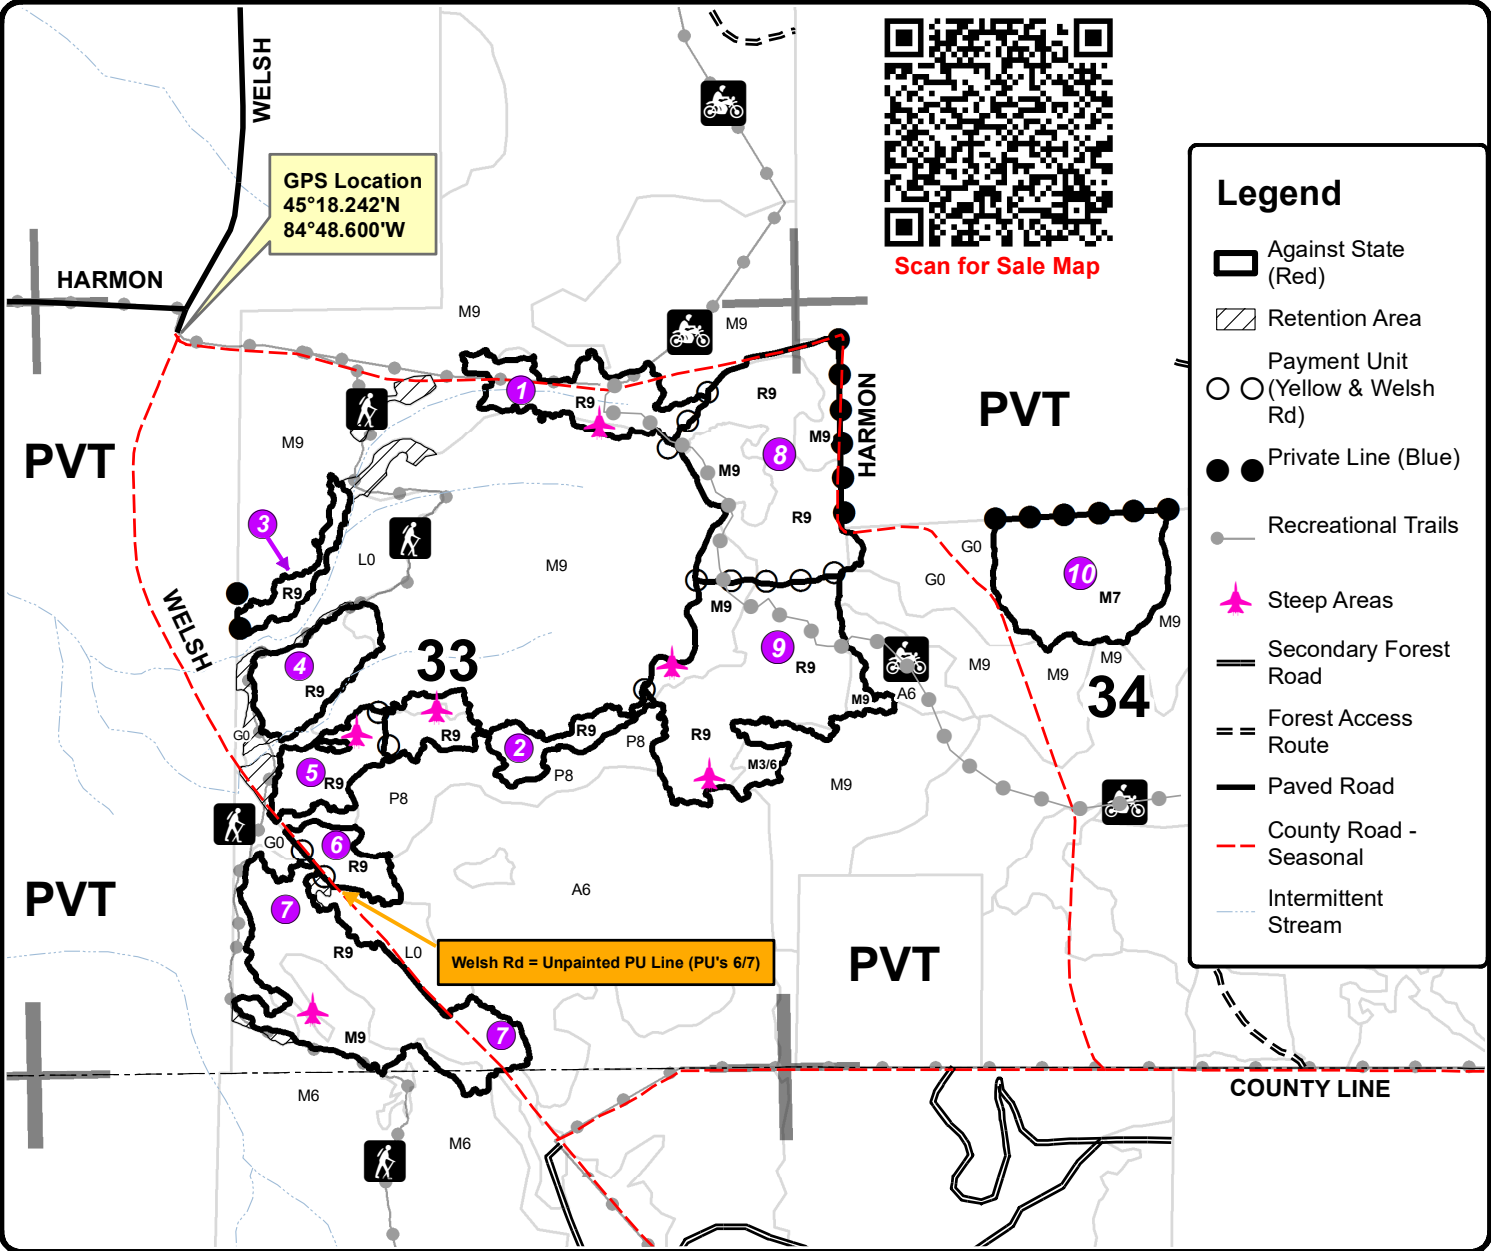 WELSH
GPS Location
45°18.242'N
84°48.600'W
HARMON
Scan for Sale Map
Legend
Against State
(Red)
Retention Area
Payment Unit
(Yellow & Welsh
Rd)
Private Line (Blue)
Recreational Trails
Steep Areas
Secondary Forest
Road
Forest Access
Route
Paved Road
County Road -
Seasonal
Intermittent
Stream
M9
M9
1
R9
R9
HARMON
PVT
PVT
M9
M9
8
M9
R9
3
L0
M9
G0
G0
10
M7
R9
WELSH
M9
M9
9
R9
4
R9
33
M9
M9
M9
34
M9
A6
G0
R9
2
R9
P8
R9
5
R9
P8
M3/6
M9
P8
G0
6
R9
PVT
7
A6
R9
L0
Welsh Rd = Unpainted PU Line (PU's 6/7)
PVT
M9
7
M6
COUNTY LINE
M6